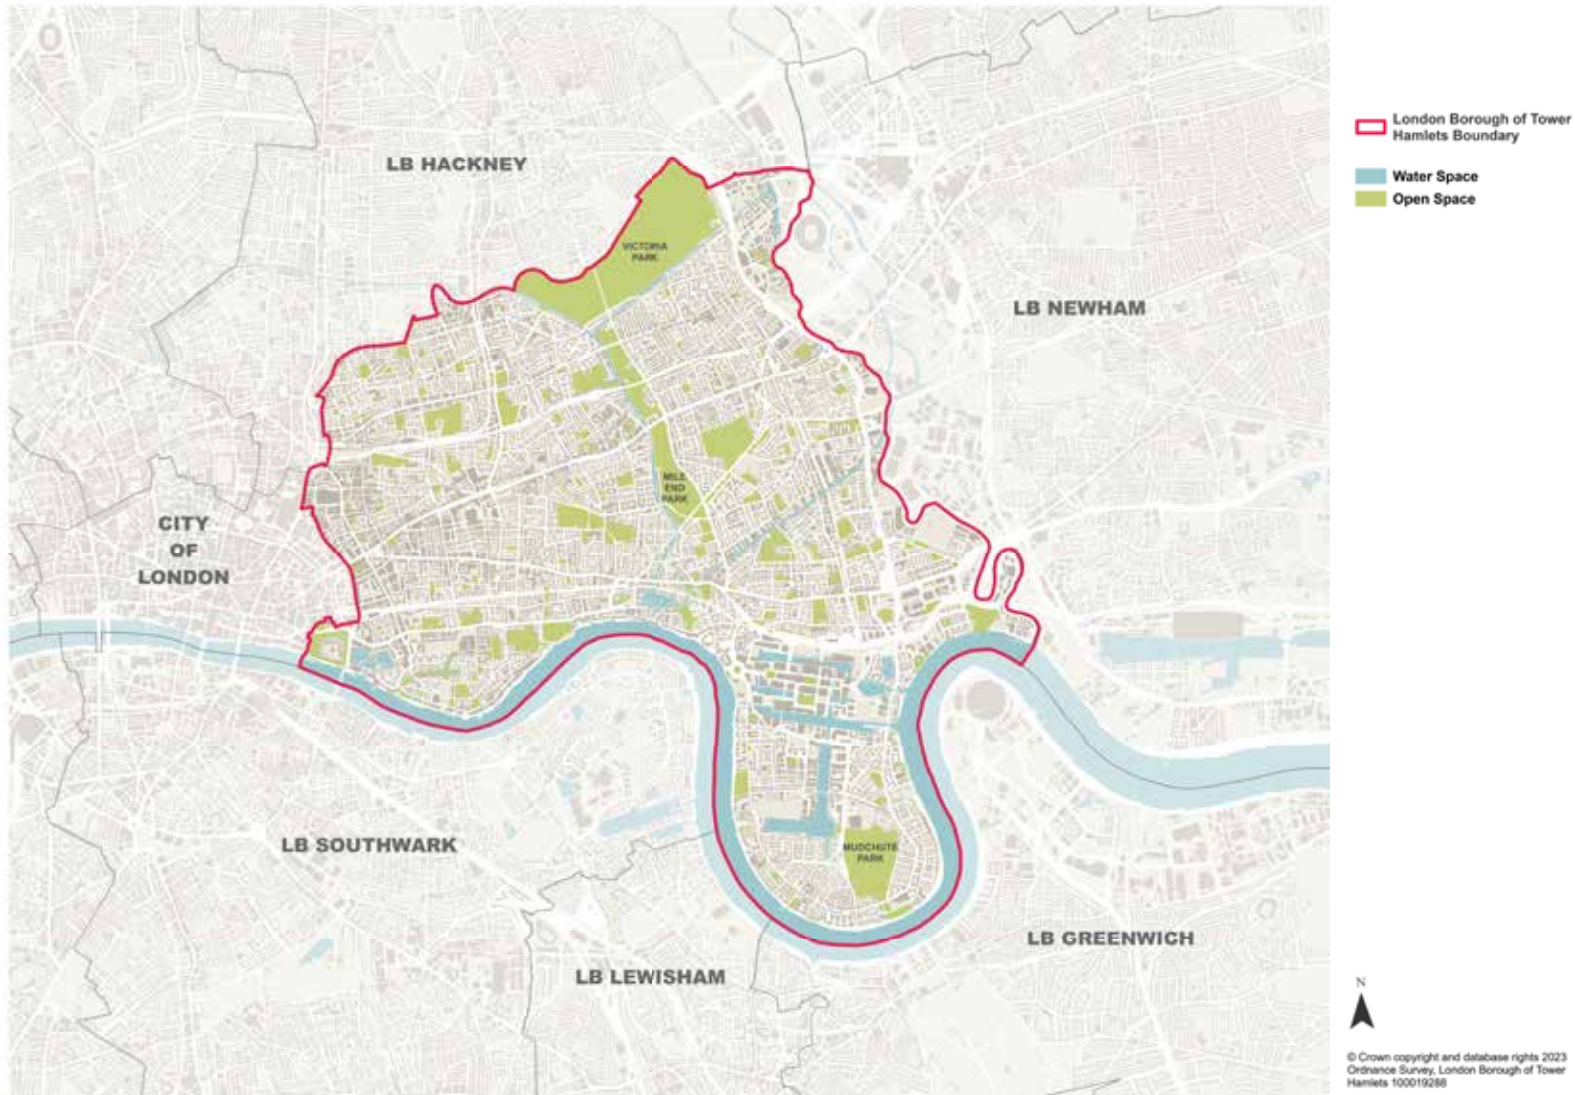 LB HACKNEY
VICTORIA
PARK
LB NEWHAM
MILE
END
PARK
CITY
OF
LONDON
LB SOUTHWARK
MUDCHUTE
PARK
LB GREENWICH
LB LEWISHAM
London Borough of Tower
Hamlets Boundary
Water Space
Open Space
N
© Crown copyright and database rights 2023
Ordnance Survey, London Borough of Tower
Hamlets 100019288